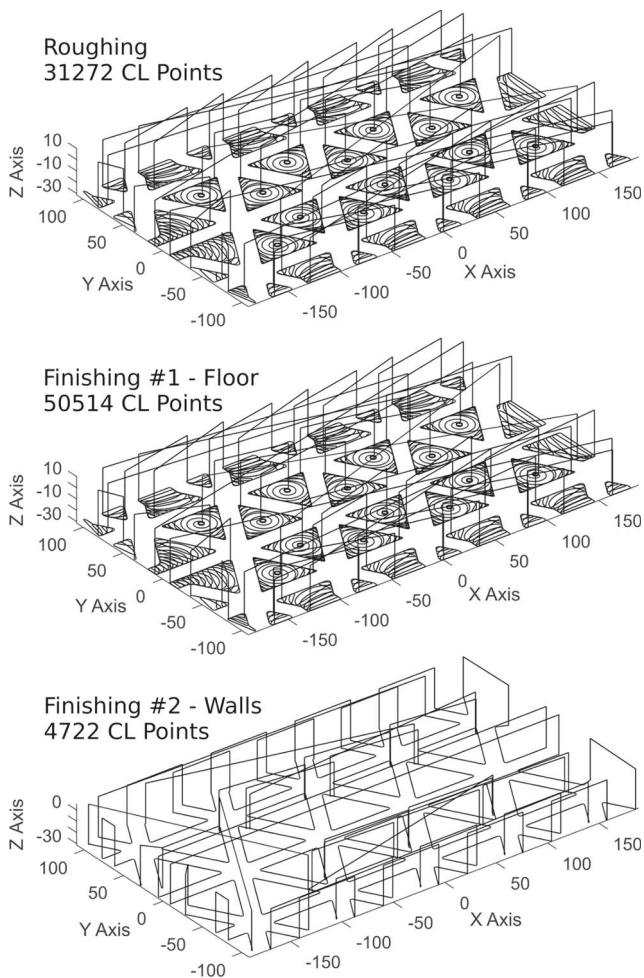 Roughing
31272 CL Points
Z Axis
10
-10
-30
100
50
0
-50
-100
Y Axis
-150
-100
-50
0
50
100
150
X Axis
Finishing #1 - Floor
50514 CL Points
Z Axis
10
-10
-30
100
50
0
-50
-100
Y Axis
-150
-100
-50
0
50
100
150
X Axis
Finishing #2 - Walls
4722 CL Points
Z Axis
0
-30
100
50
0
-50
-100
Y Axis
-150
-100
-50
0
50
100
150
X Axis